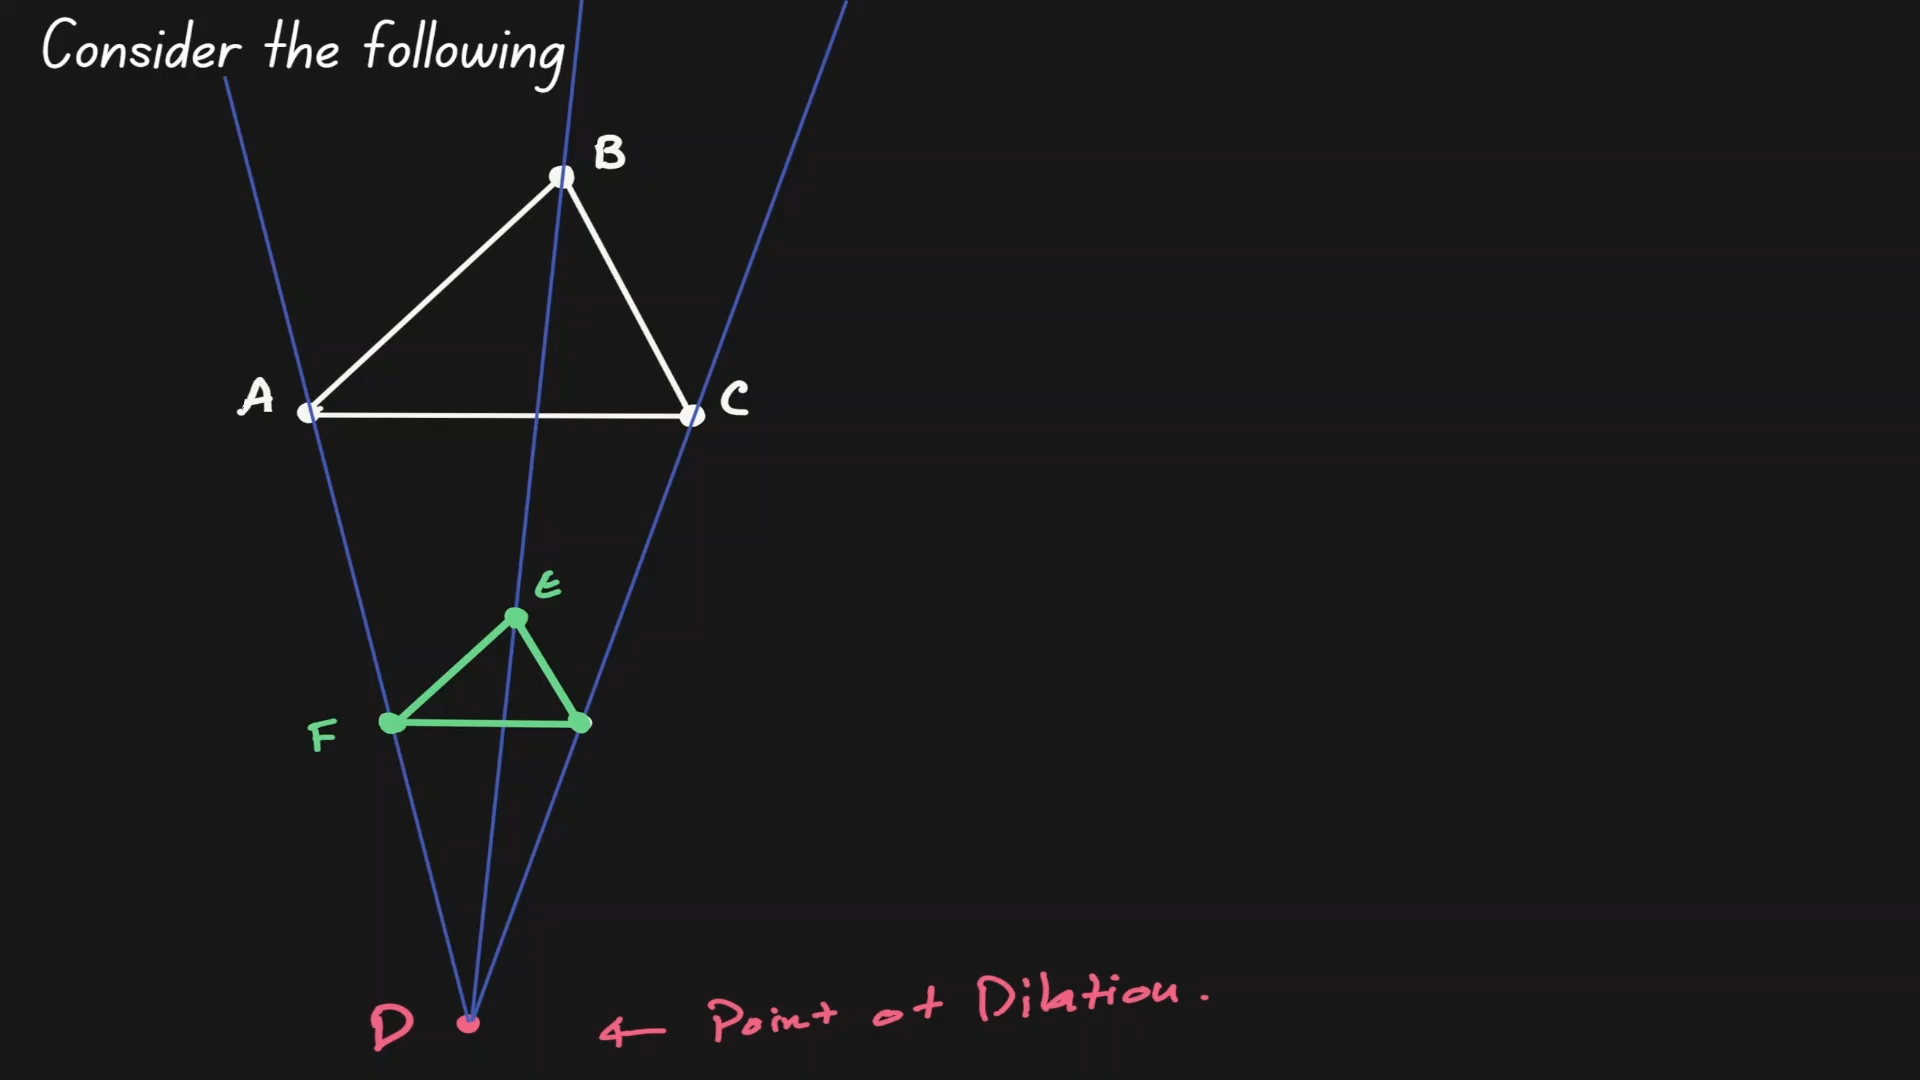 Consider the following
B
A C
E
F
D ← Point of Dilation.